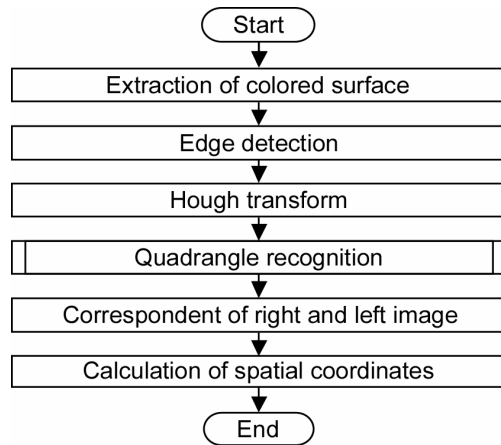 Start
Extraction of colored surface
Edge detection
Hough transform
Quadrangle recognition
Correspondent of right and left image
Calculation of spatial coordinates
End